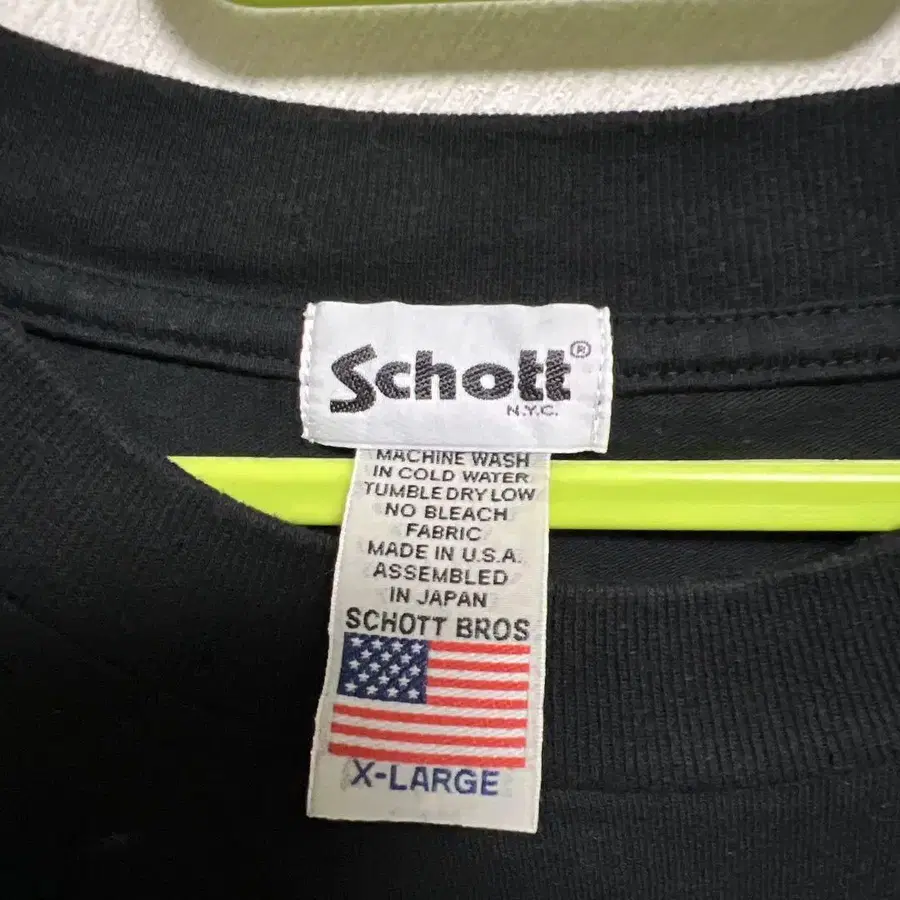 Schott®
N.Y.C.
MACHINE WASH
IN COLD WATER
TUMBLE DRY LOW
NO BLEACH
FABRIC
MADE IN U.S.A.
ASSEMBLED
IN JAPAN
SCHOTT BROS
X-LARGE